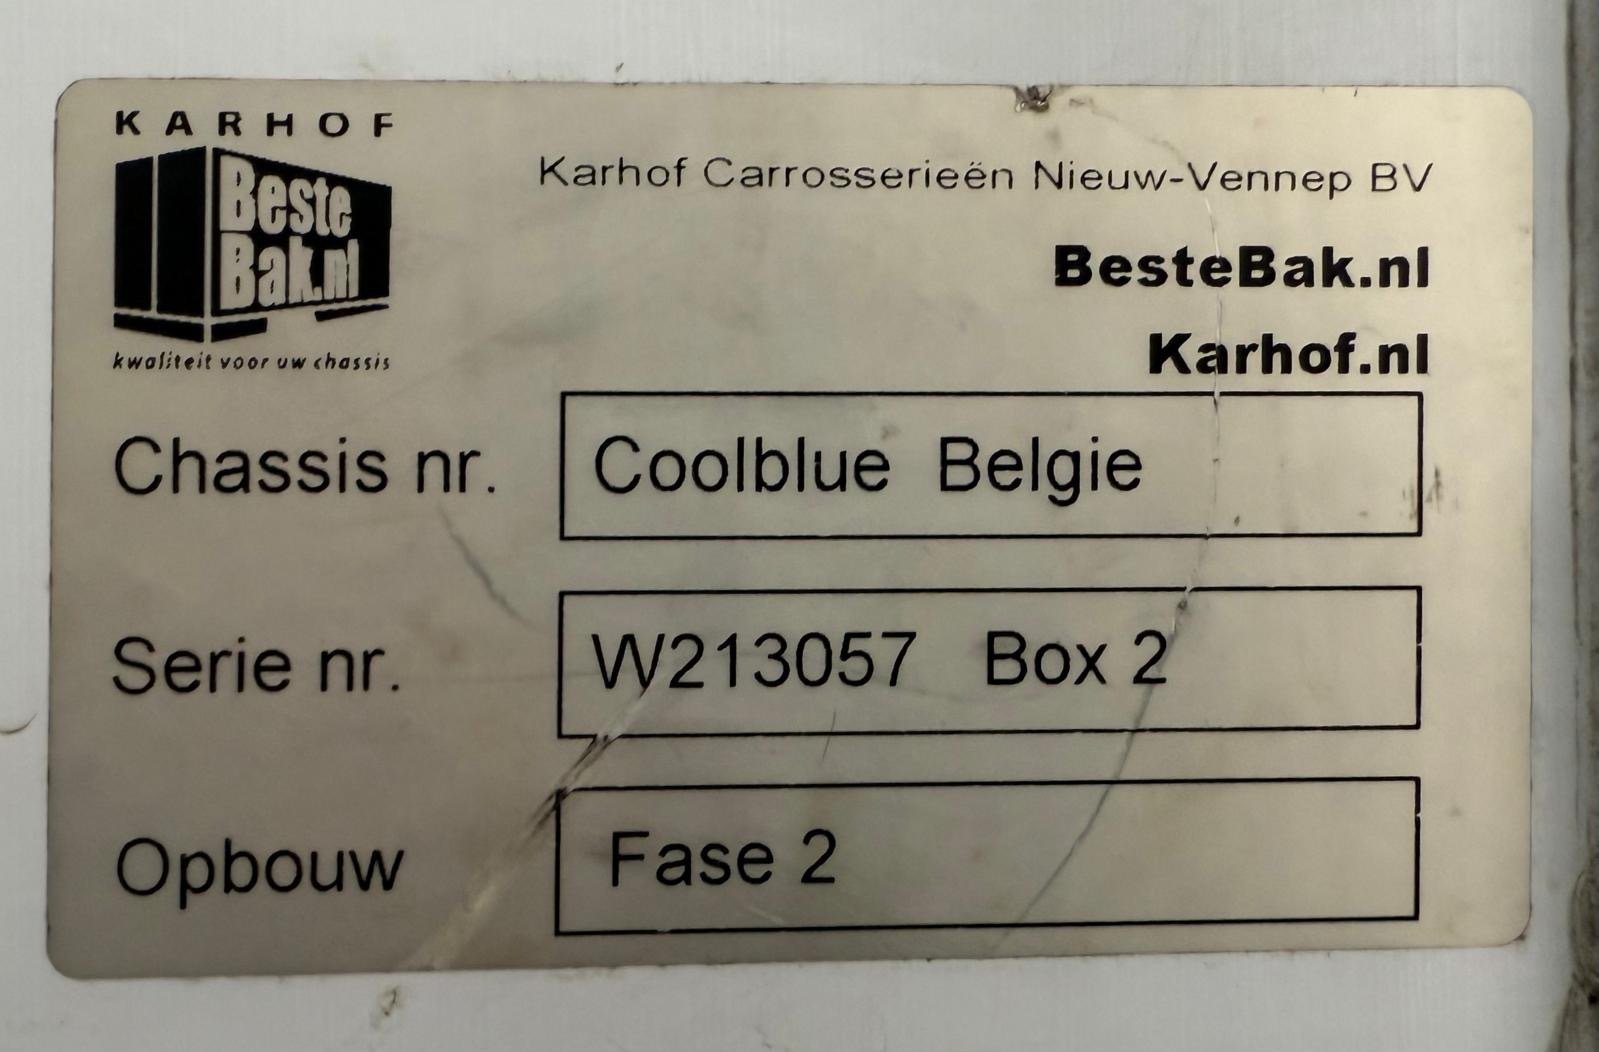 KARHOF
Beste
Bak.nl
kwaliteit voor uw chassis
Karhof Carrosserieën Nieuw-Vennep BV
BesteBak.nl
Karhof.nl
Chassis nr. Coolblue Belgie
Serie nr. W213057 Box 2
Opbouw Fase 2